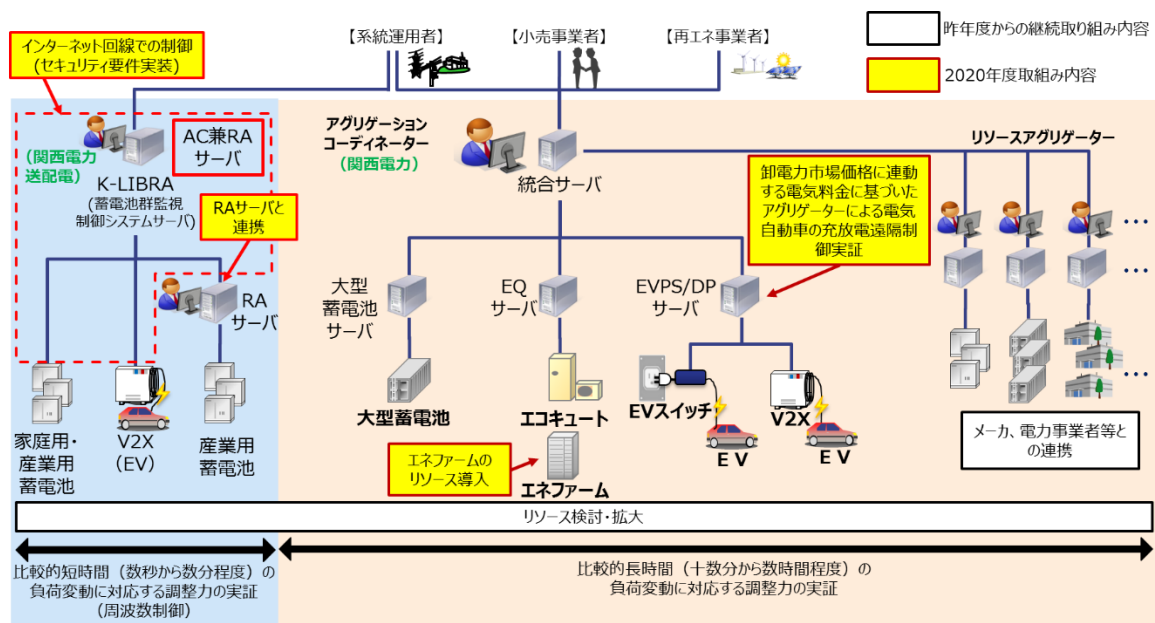 【系統運用者】
【小売事業者】
【再エネ事業者】
昨年度からの継続取り組み内容
2020年度取組み内容
インターネット回線での制御
(セキュリティ要件実装)
(関西電力
送配電)
AC兼RA
サーバ
K-LIBRA
(蓄電池群監視
制御システムサーバ)
RAサーバと
連携
RA
サーバ
家庭用・
産業用
蓄電池
V2X
(EV)
産業用
蓄電池
アグリゲーション
コーディネーター
(関西電力)
統合サーバ
リソースアグリゲーター
卸電力市場価格に連動
する電気料金に基づいた
アグリゲーターによる電気
自動車の充放電遠隔制
御実証
大型
蓄電池
サーバ
EQ
サーバ
EVPS/DP
サーバ
大型蓄電池
エコキュート
EVスイッチ
V2X
EV
EV
エネファームの
リソース導入
エネファーム
…
…
…
メーカ、電力事業者等と
の連携
リソース検討・拡大
比較的短時間（数秒から数分程度）の
負荷変動に対応する調整力の実証
(周波数制御)
比較的長時間（十数分から数時間程度）の
負荷変動に対応する調整力の実証